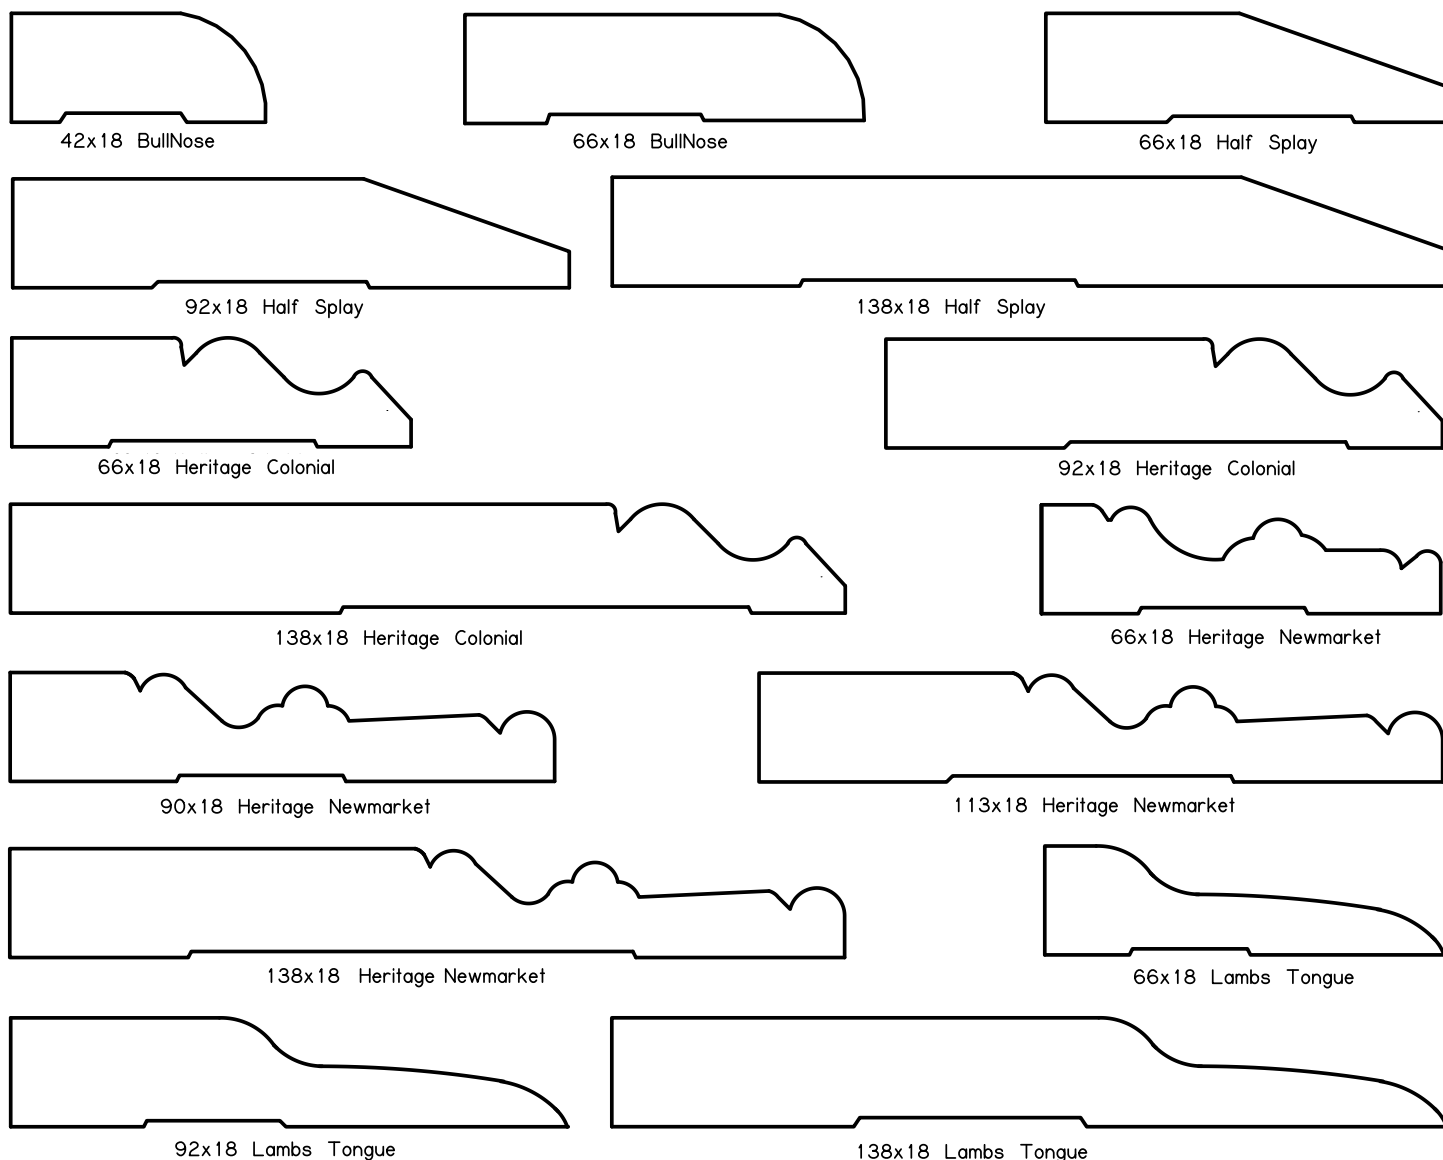 42x18 BullNose
66x18 BullNose
66x18 Half Splay
92x18 Half Splay
138x18 Half Splay
66x18 Heritage Colonial
92x18 Heritage Colonial
138x18 Heritage Colonial
66x18 Heritage Newmarket
90x18 Heritage Newmarket
113x18 Heritage Newmarket
138x18 Heritage Newmarket
66x18 Lambs Tongue
92x18 Lambs Tongue
138x18 Lambs Tongue